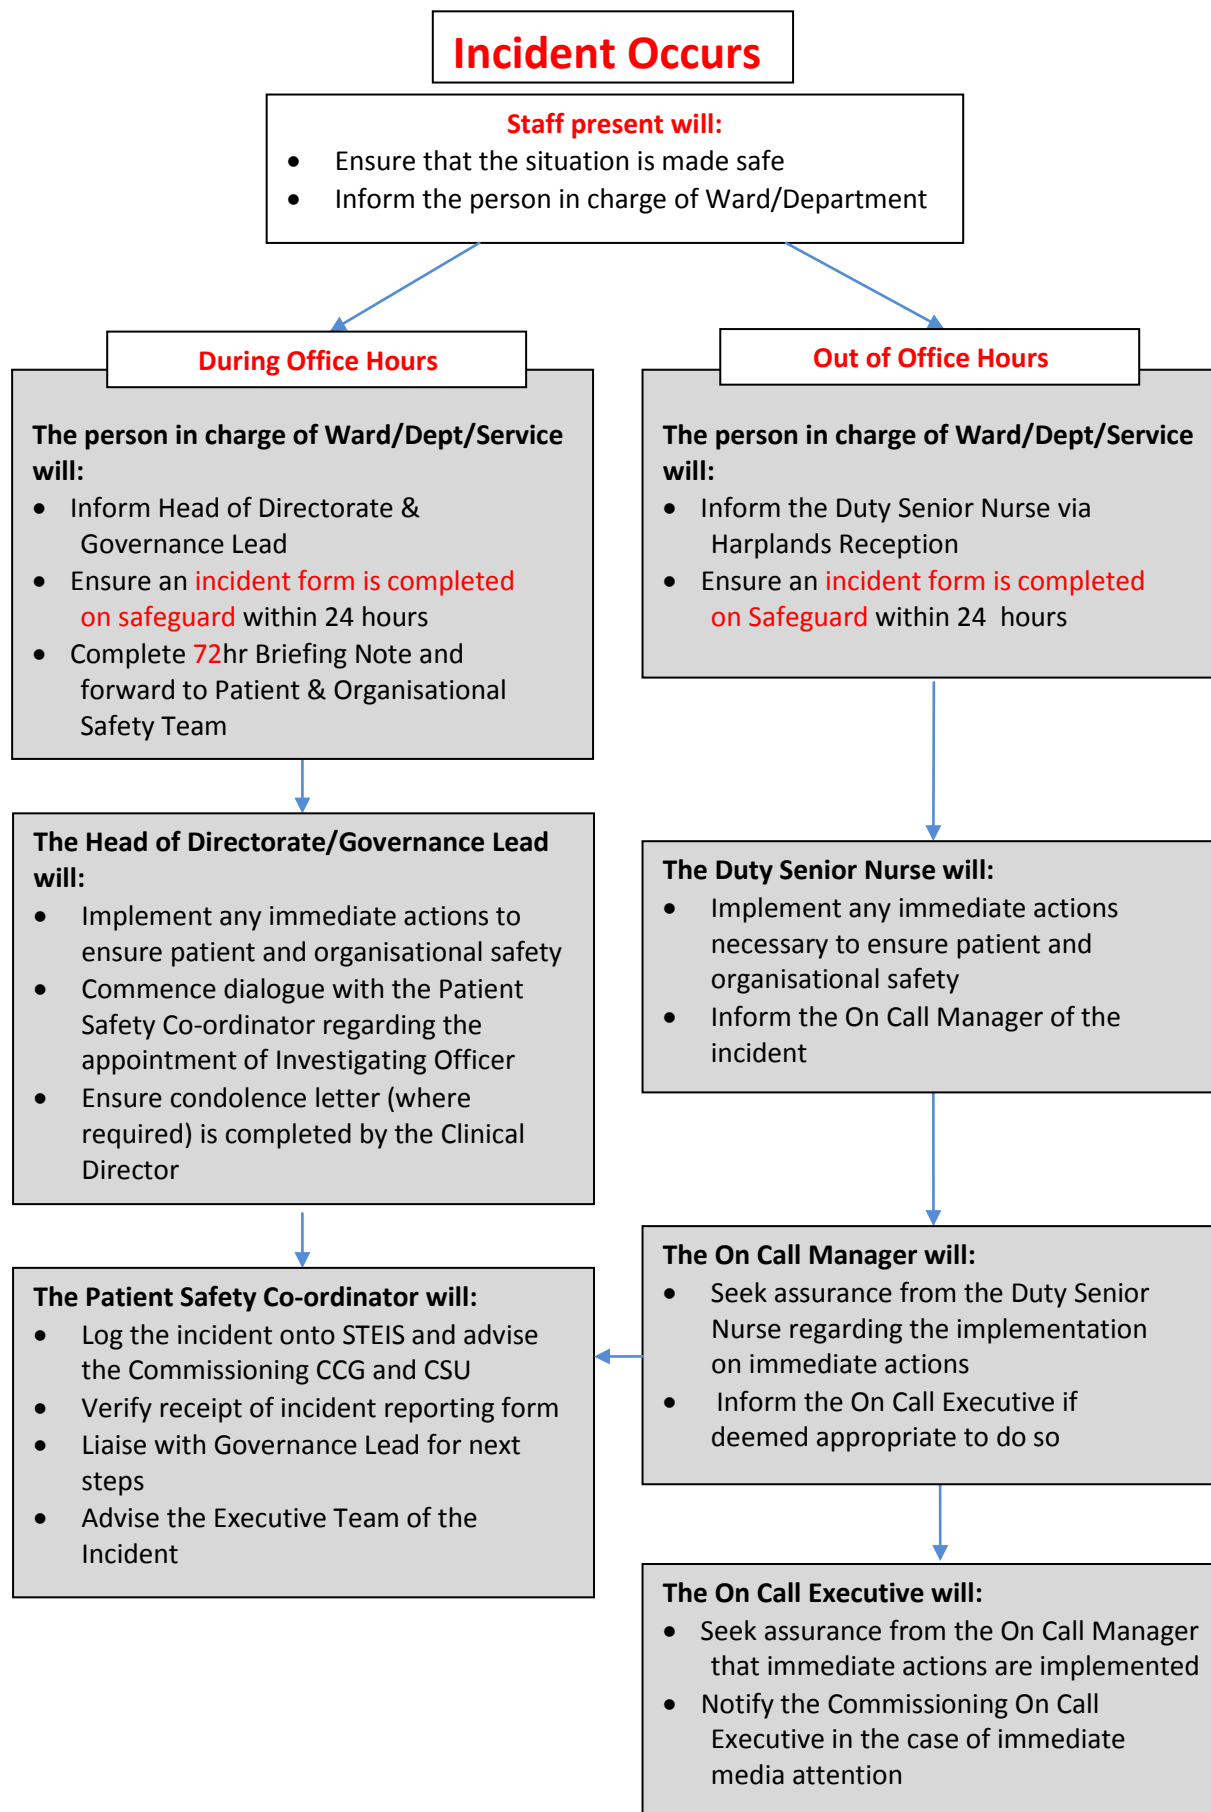 Incident Occurs
Staff present will:
• Ensure that the situation is made safe
• Inform the person in charge of Ward/Department
During Office Hours
The person in charge of Ward/Dept/Service
will:
• Inform Head of Directorate &
Governance Lead
• Ensure an incident form is completed
on safeguard within 24 hours
• Complete 72hr Briefing Note and
forward to Patient & Organisational
Safety Team
The Head of Directorate/Governance Lead
will:
• Implement any immediate actions to
ensure patient and organisational safety
• Commence dialogue with the Patient
Safety Co-ordinator regarding the
appointment of Investigating Officer
• Ensure condolence letter (where
required) is completed by the Clinical
Director
The Patient Safety Co-ordinator will:
• Log the incident onto STEIS and advise
the Commissioning CCG and CSU
• Verify receipt of incident reporting form
• Liaise with Governance Lead for next
steps
• Advise the Executive Team of the
Incident
Out of Office Hours
The person in charge of Ward/Dept/Service
will:
• Inform the Duty Senior Nurse via
Harplands Reception
• Ensure an incident form is completed
on Safeguard within 24 hours
The Duty Senior Nurse will:
• Implement any immediate actions
necessary to ensure patient and
organisational safety
• Inform the On Call Manager of the
incident
The On Call Manager will:
• Seek assurance from the Duty Senior
Nurse regarding the implementation
on immediate actions
• Inform the On Call Executive if
deemed appropriate to do so
The On Call Executive will:
• Seek assurance from the On Call Manager
that immediate actions are implemented
• Notify the Commissioning On Call
Executive in the case of immediate
media attention